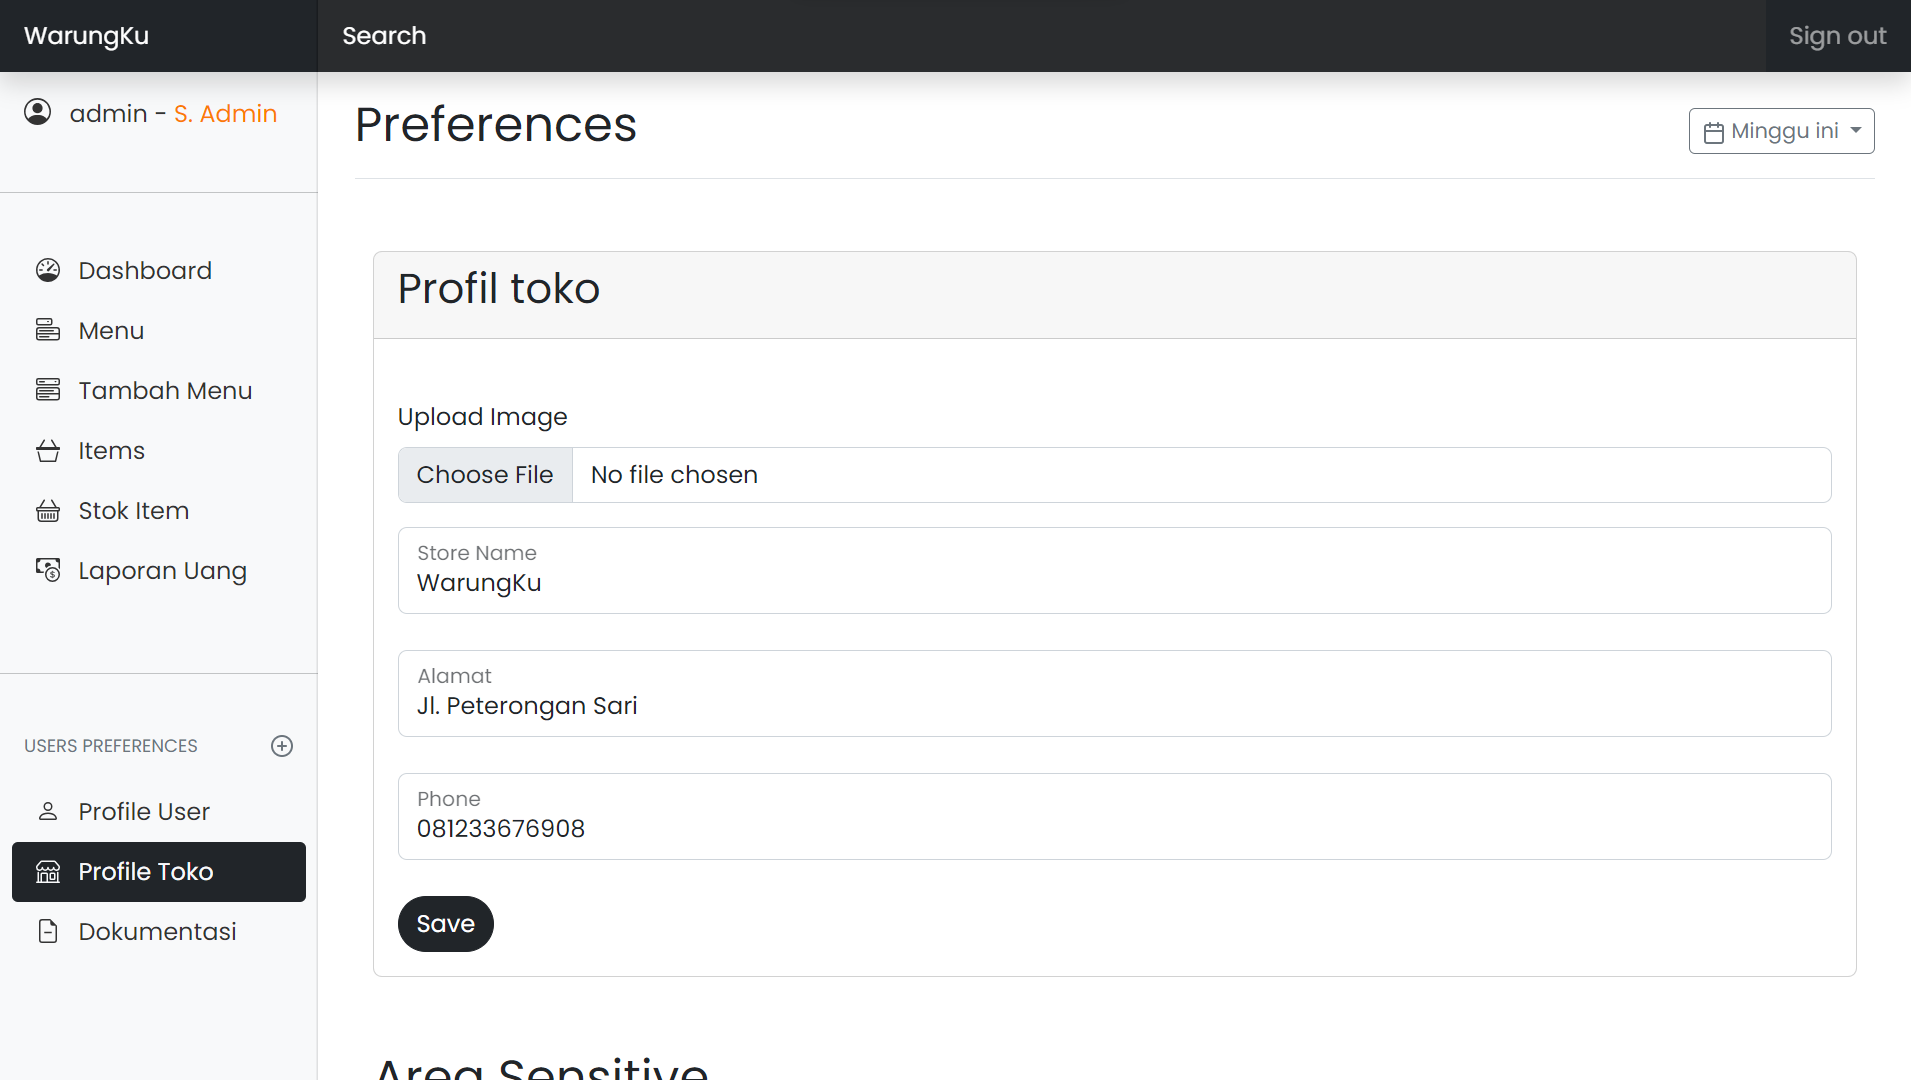 WarungKu
Search
Sign out
admin - S. Admin
Dashboard
Menu
Tambah Menu
Items
Stok Item
Laporan Uang
USERS PREFERENCES
Profile User
Profile Toko
Dokumentasi
Preferences
Minggu ini
Profil toko
Upload Image
Choose File No file chosen
Store Name
WarungKu
Alamat
Jl. Peterongan Sari
Phone
081233676908
Save
Area Sensitive